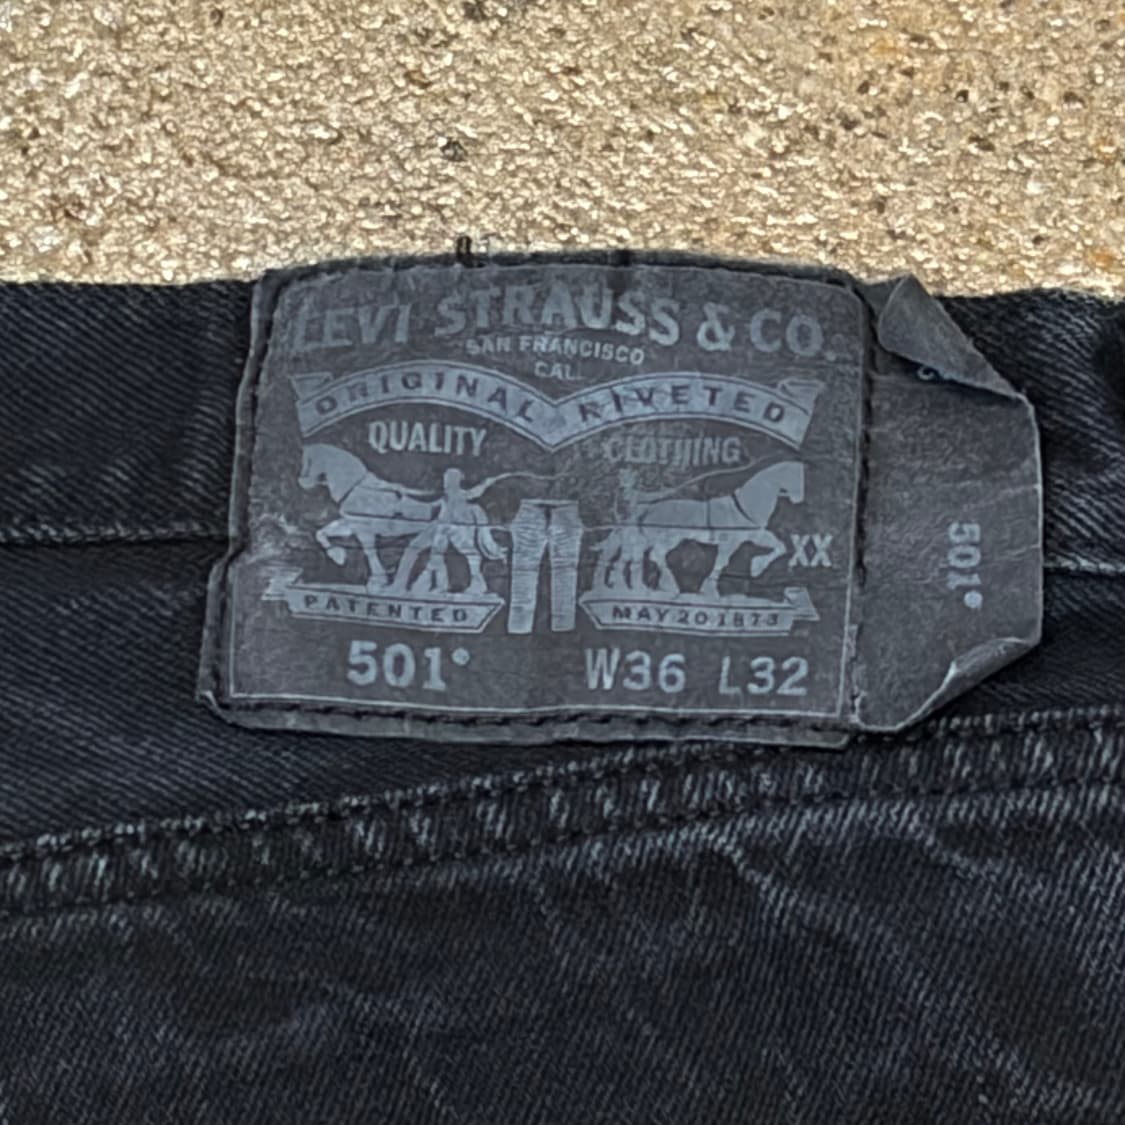 LEVI STRAUSS & CO.
SAN FRANCISCO
CAL.
ORIGINAL RIVETED
QUALITY CLOTHING
XX
PATENTED MAY 20 1873
501® W36 L32
501®